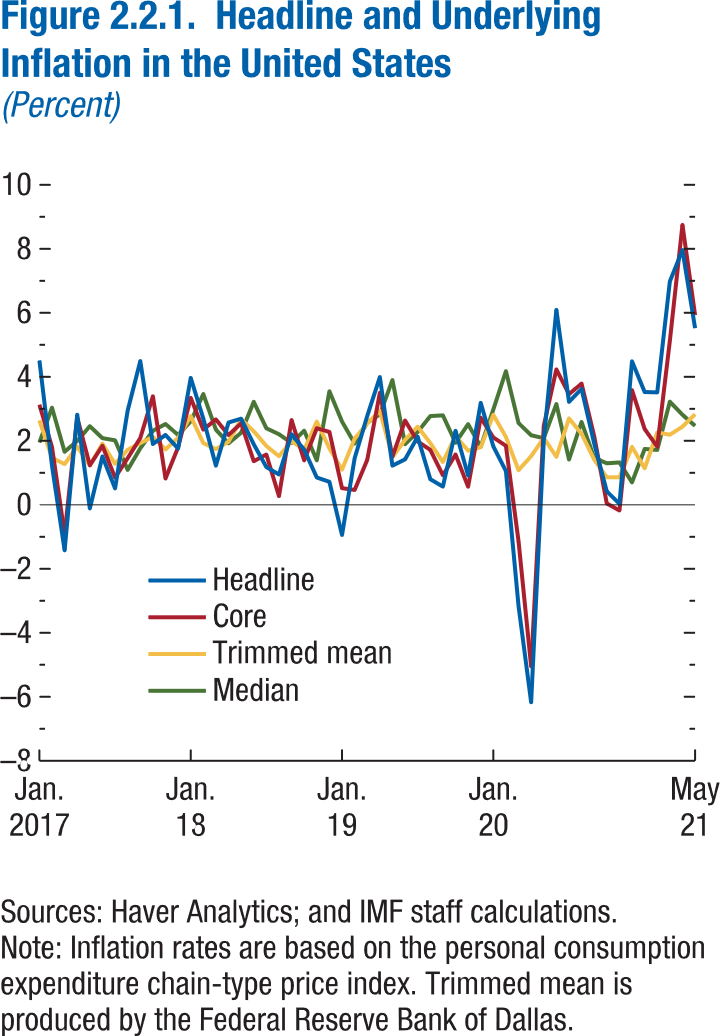 Figure 2.2.1. Headline and Underlying
Inflation in the United States
(Percent)
10
8
6
4
2
0
–2
–4
–6
–8
Headline
Core
Trimmed mean
Median
Jan. Jan. Jan. Jan. May
2017 18 19 20 21
Sources: Haver Analytics; and IMF staff calculations.
Note: Inflation rates are based on the personal consumption
expenditure chain-type price index. Trimmed mean is
produced by the Federal Reserve Bank of Dallas.